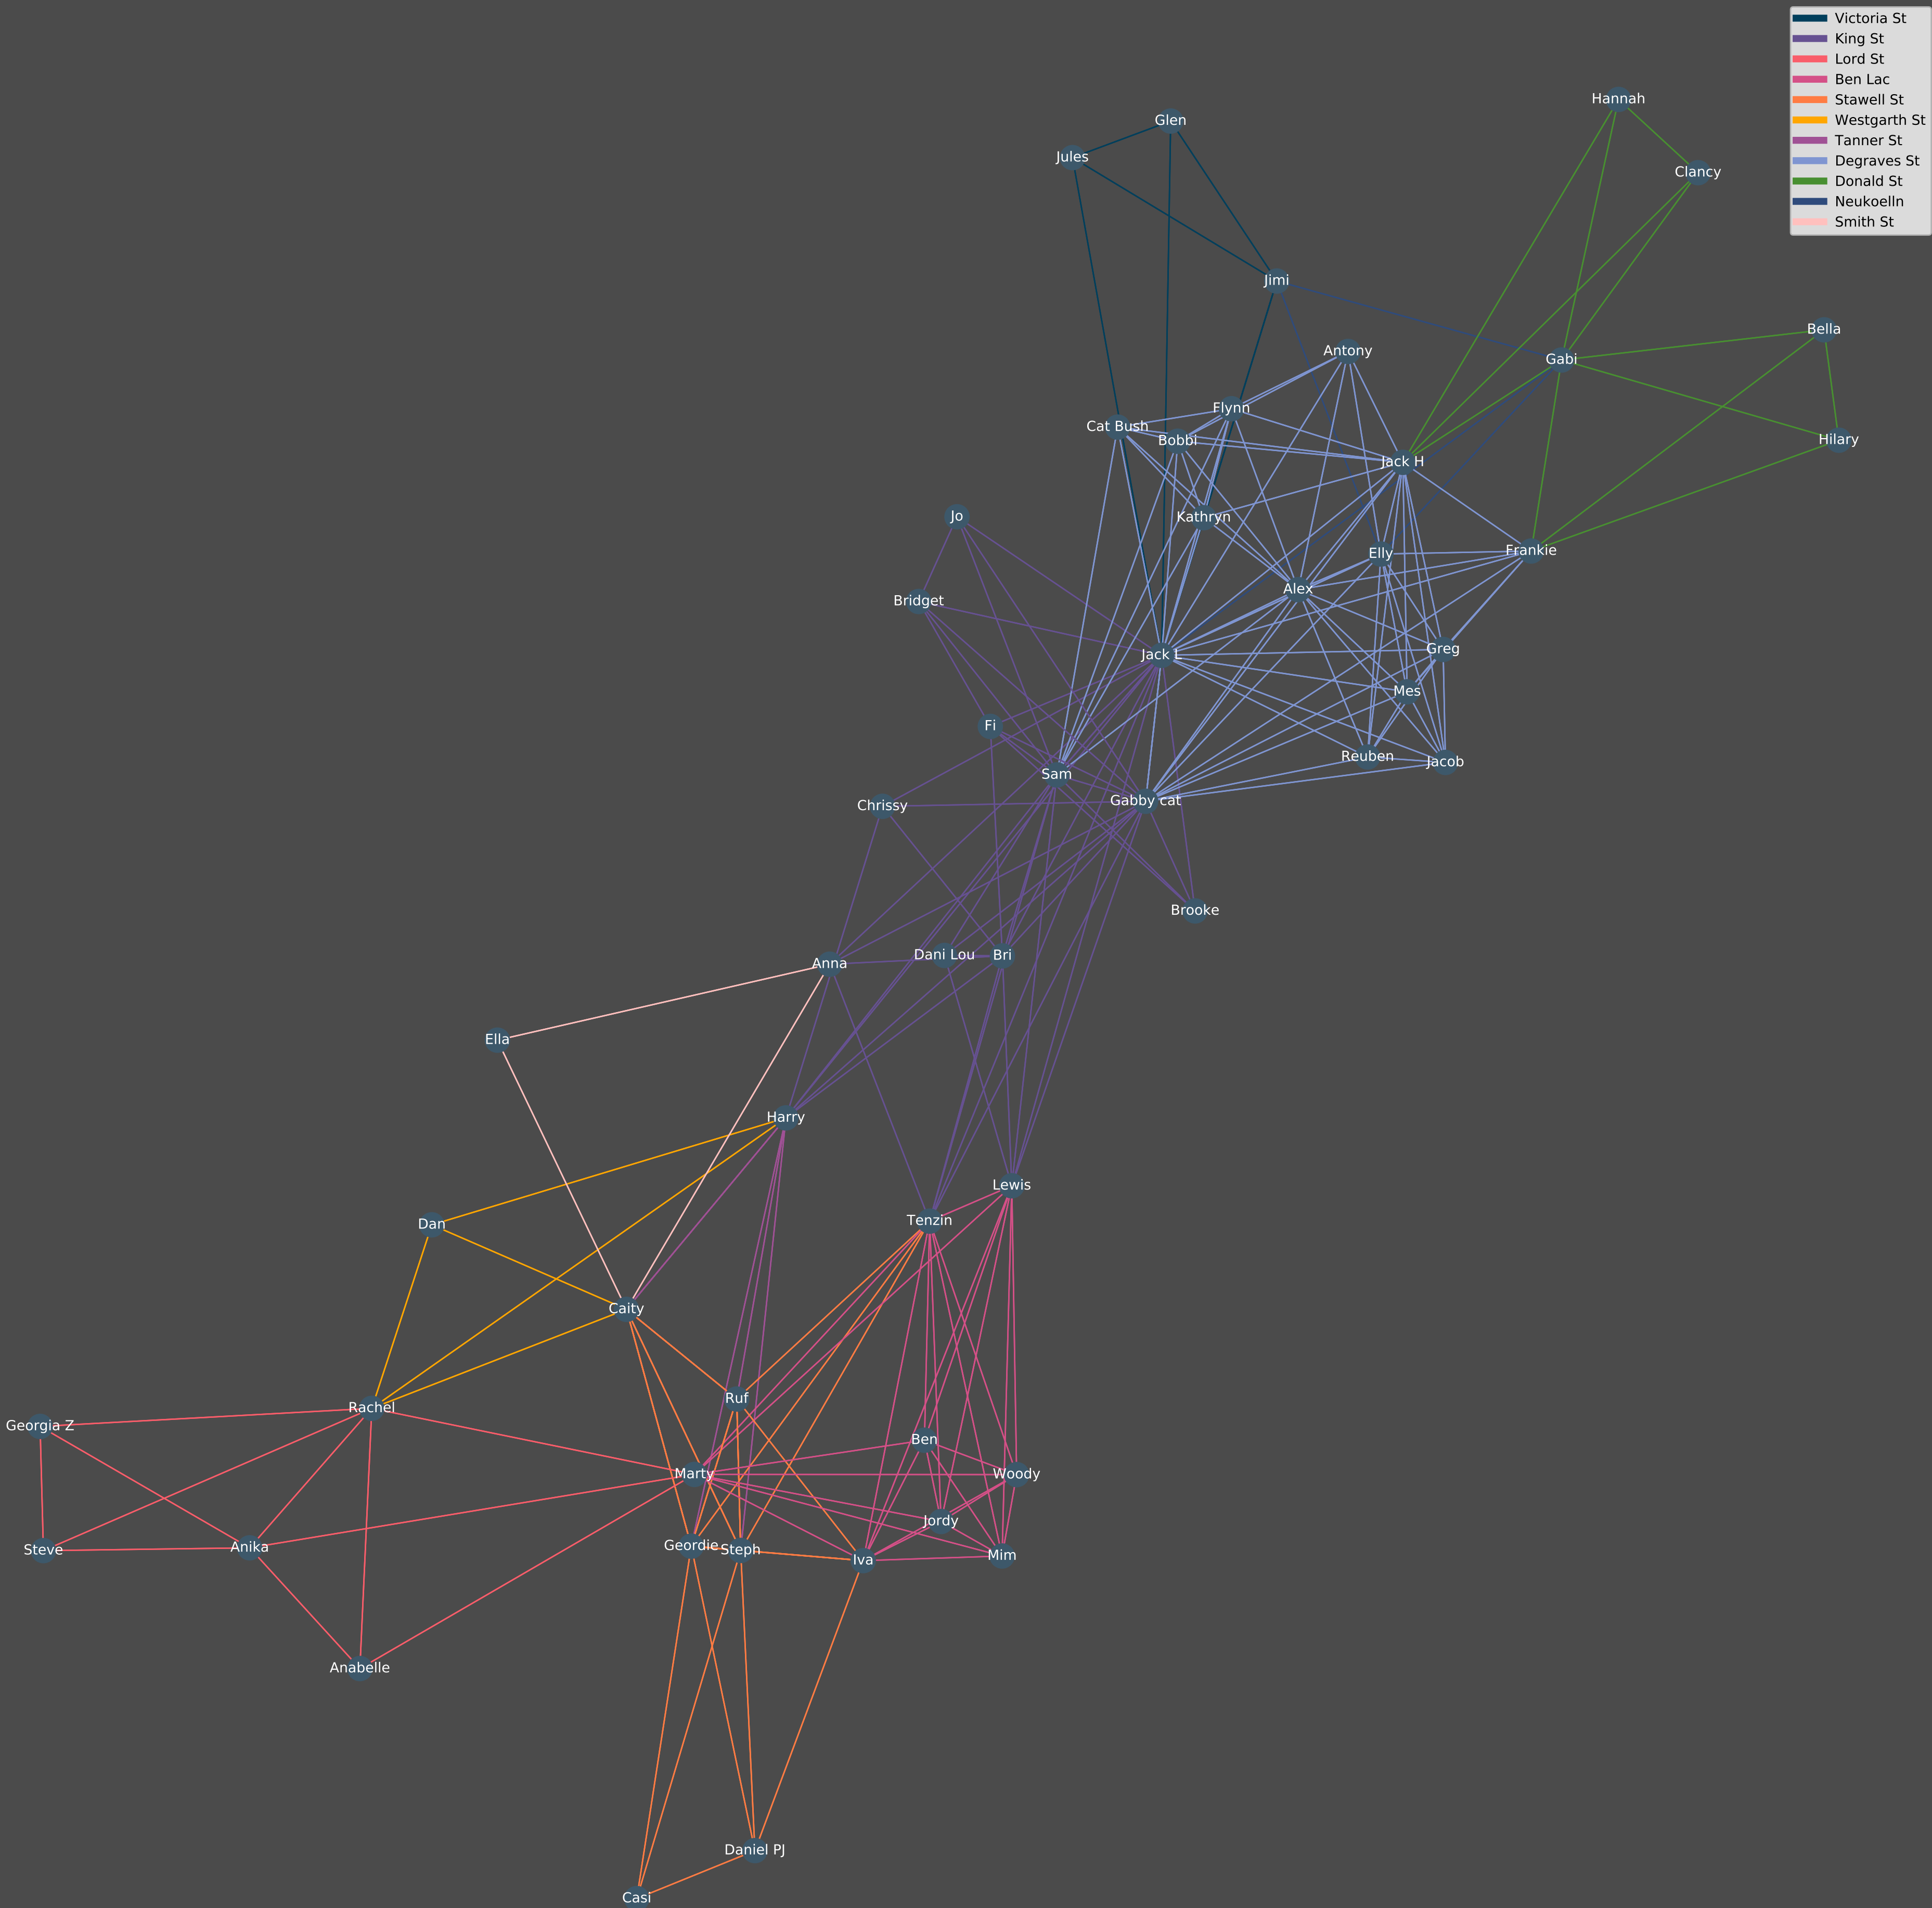 Victoria St
King St
Lord St
Ben Lac
Stawell St
Westgarth St
Tanner St
Degraves St
Donald St
Neukoelln
Smith St
Hannah
Glen
Jules
Clancy
Jimi
Bella
Antony
Gabi
Flynn
Cat Bush
Bobbi
Hilary
Jack H
Jo
Kathryn
Elly
Frankie
Alex
Bridget
Greg
Jack L
Mes
Fi
Reuben
Jacob
Sam
Gabby cat
Chrissy
Brooke
Dani Lou
Bri
Anna
Ella
Harry
Lewis
Tenzin
Dan
Caity
Ruf
Rachel
Georgia Z
Ben
Marty
Woody
Jordy
Geordie
Anika
Steve
Steph
Mim
Iva
Anabelle
Daniel PJ
Casi